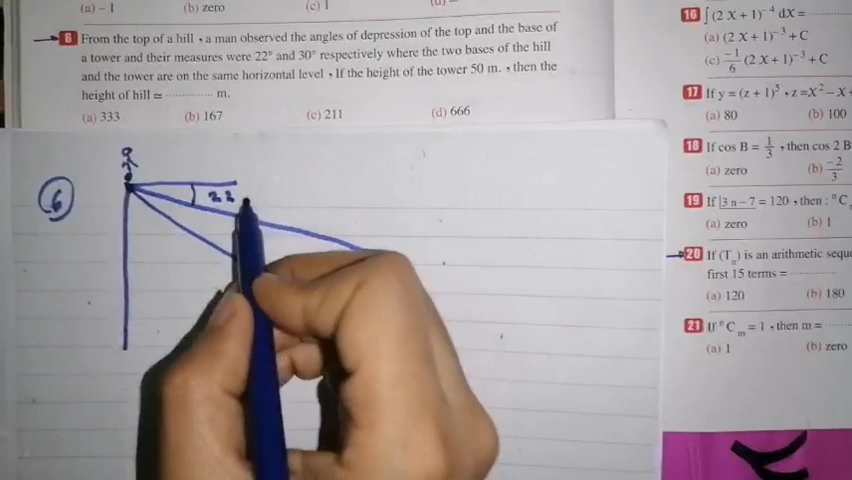 (a) – 1 (b) zero (c) 1
6 From the top of a hill , a man observed the angles of depression of the top and the base of
a tower and their measures were 22° and 30° respectively where the two bases of the hill
and the tower are on the same horizontal level , If the height of the tower 50 m. , then the
height of hill ≃ ............... m.
(a) 333 (b) 167 (c) 211 (d) 666
6
22
16 ∫(2 X + 1)⁻⁴ dX = ............
(a) (2 X + 1)⁻³ + C
(c) −1/6 (2 X + 1)⁻³ + C
17 If y = (z + 1)⁵ , z = X² – X
(a) 80 (b) 100
18 If cos B = 1/3 , then cos 2 B
(a) zero (b) −2/3
19 If |3 n – 7 = 120 , then : ⁿC
(a) zero (b) 1
20 If (Tₙ) is an arithmetic seque
first 15 terms = ............
(a) 120 (b) 180
21 If ⁿCₘ = 1 , then m = ........
(a) 1 (b) zero